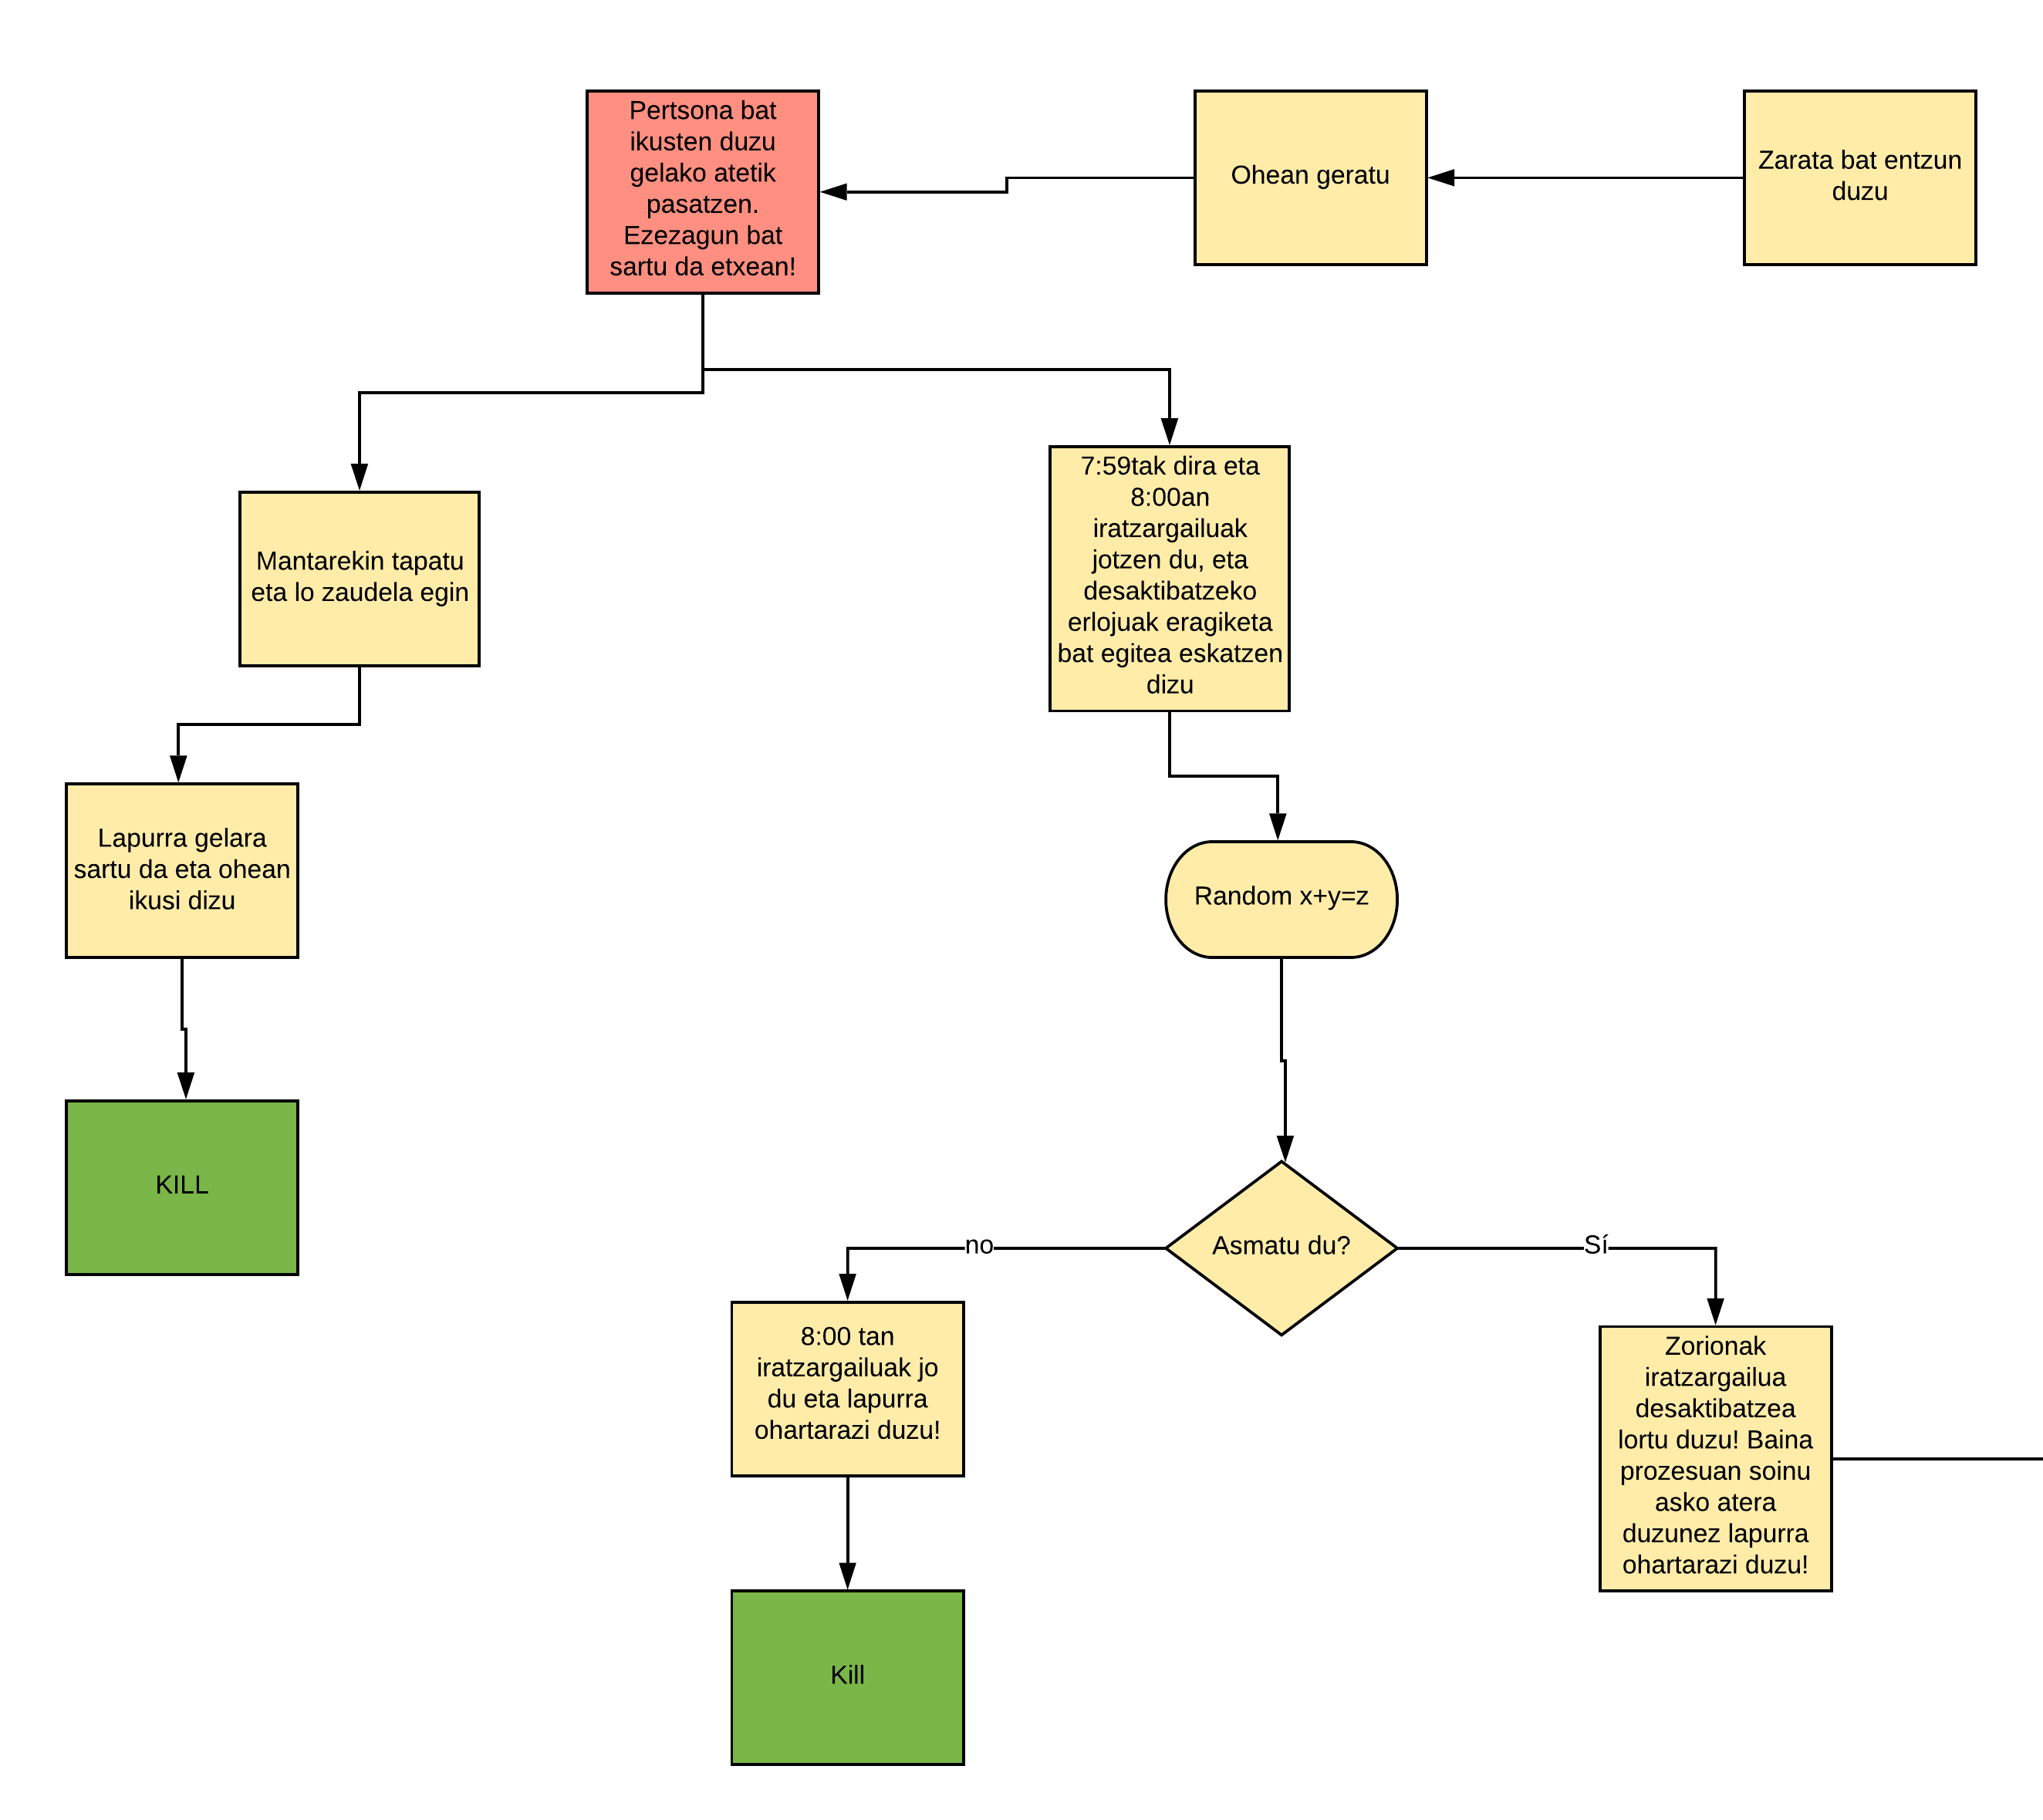 Pertsona bat
ikusten duzu
gelako atetik
pasatzen.
Ezezagun bat
sartu da etxean!
Ohean geratu
Zarata bat entzun
duzu
Mantarekin tapatu
eta lo zaudela egin
7:59tak dira eta
8:00an
iratzargailuak
jotzen du, eta
desaktibatzeko
erlojuak eragiketa
bat egitea eskatzen
dizu
Lapurra gelara
sartu da eta ohean
ikusi dizu
Random x+y=z
KILL
Asmatu du?
no
Sí
8:00 tan
iratzargailuak jo
du eta lapurra
ohartarazi duzu!
Zorionak
iratzargailua
desaktibatzea
lortu duzu! Baina
prozesuan soinu
asko atera
duzunez lapurra
ohartarazi duzu!
Kill